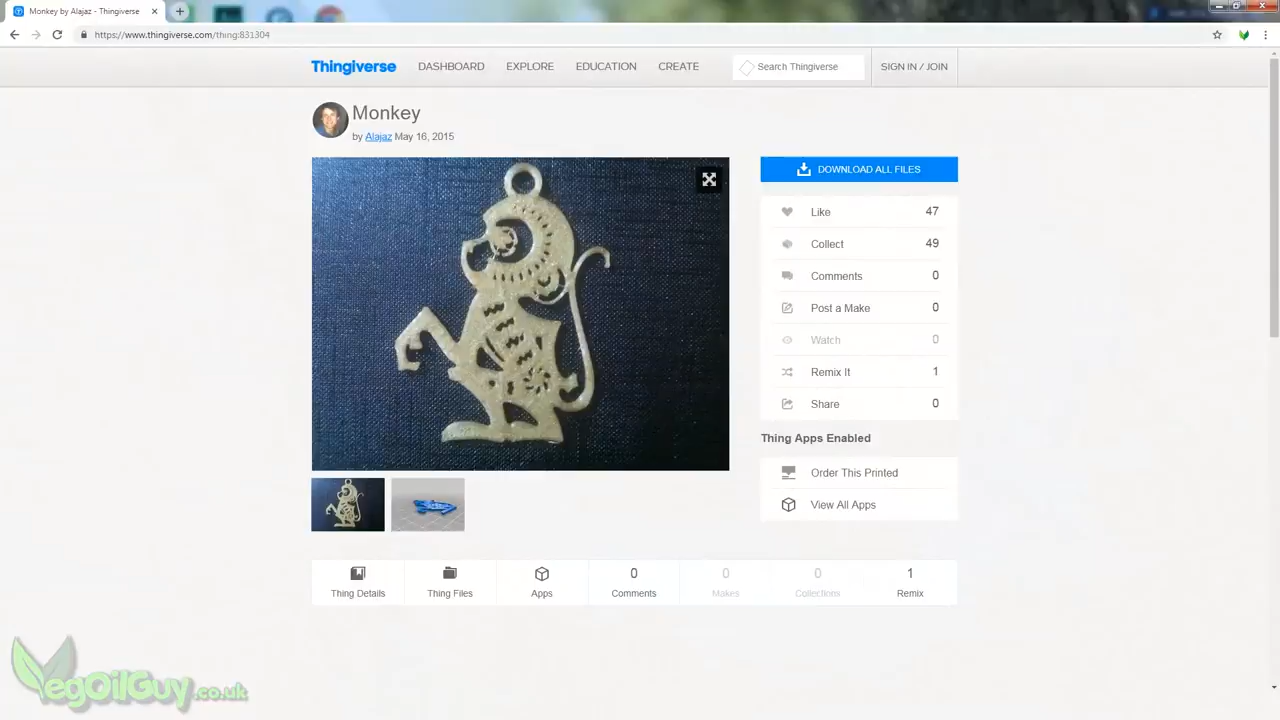 Monkey by Alajaz - Thingiverse
https://www.thingiverse.com/thing:831304
Thingiverse DASHBOARD EXPLORE EDUCATION CREATE Search Thingiverse SIGN IN / JOIN
Monkey
by Alajaz May 16, 2015
DOWNLOAD ALL FILES
Like 47
Collect 49
Comments 0
Post a Make 0
Watch 0
Remix It 1
Share 0
Thing Apps Enabled
Order This Printed
View All Apps
0 0 0 1
Thing Details Thing Files Apps Comments Makes Collections Remix
VegOilGuy.co.uk